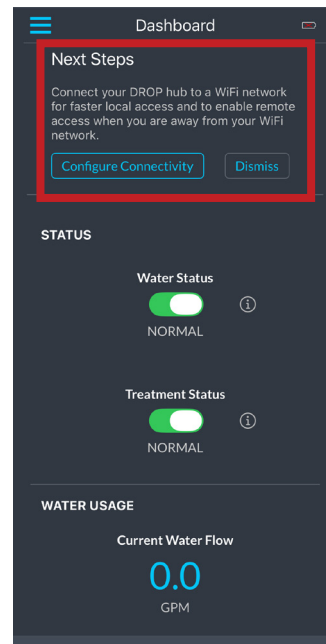 Dashboard
Next Steps
Connect your DROP hub to a WiFi network
for faster local access and to enable remote
access when you are away from your WiFi
network.
Configure Connectivity
Dismiss
STATUS
Water Status
NORMAL
Treatment Status
NORMAL
WATER USAGE
Current Water Flow
0.0
GPM